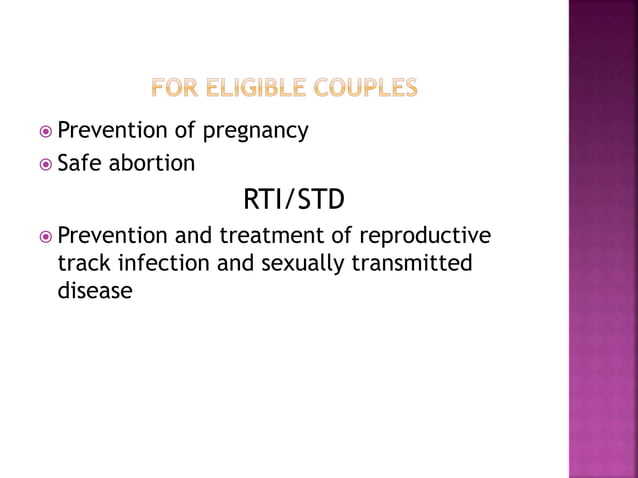 FOR ELIGIBLE COUPLES
Prevention of pregnancy
Safe abortion
RTI/STD
Prevention and treatment of reproductive
track infection and sexually transmitted
disease